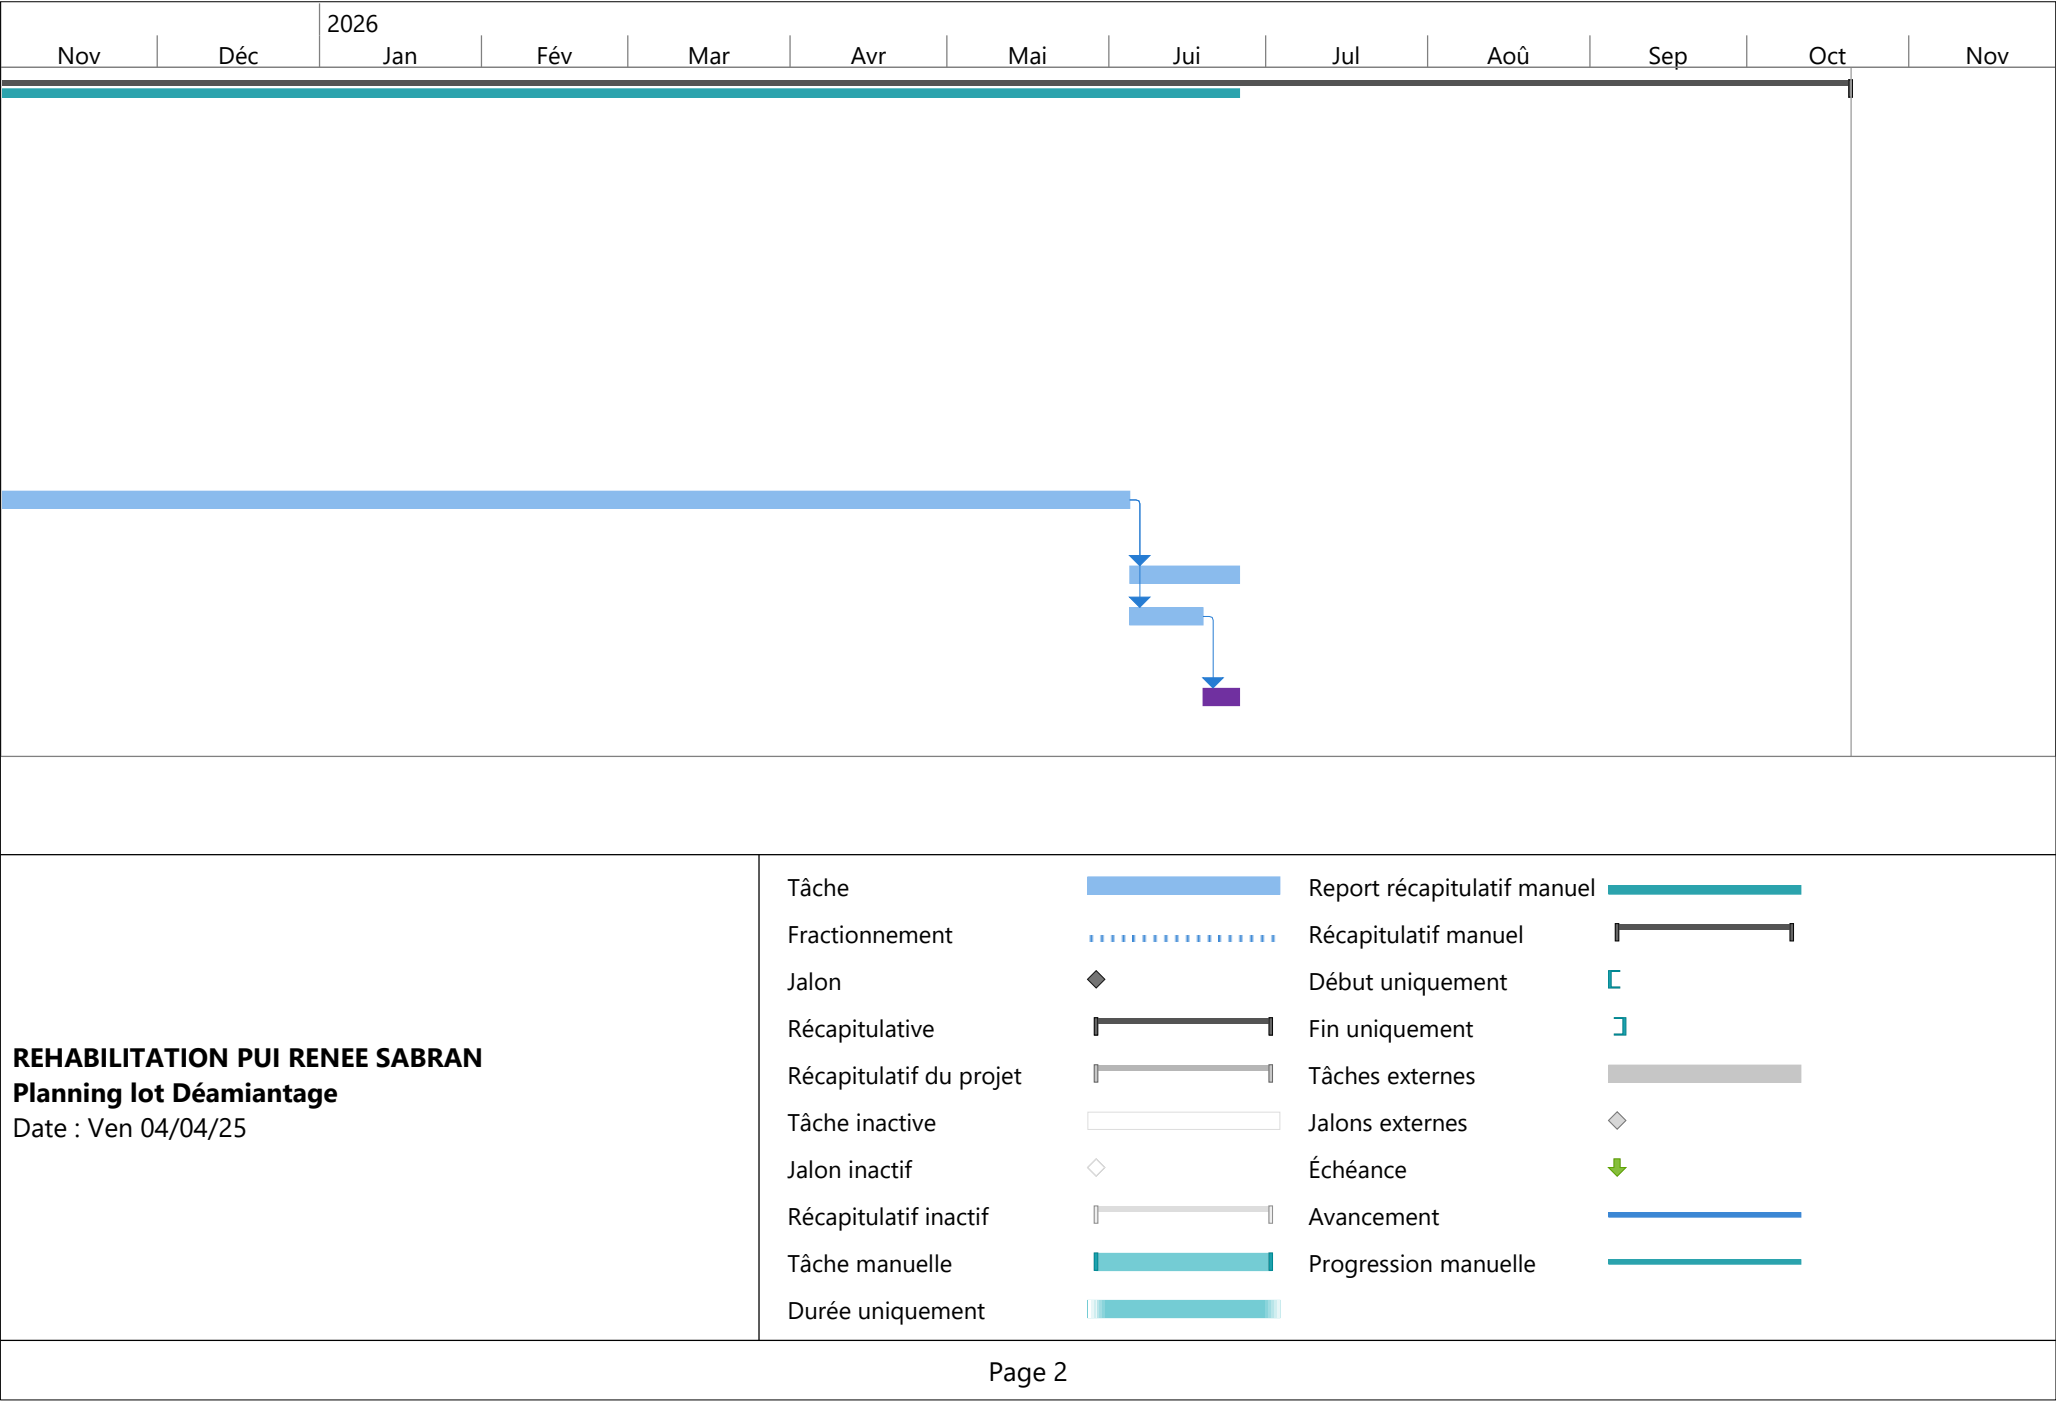 2026
Nov Déc Jan Fév Mar Avr Mai Jui Jul Aoû Sep Oct Nov
REHABILITATION PUI RENEE SABRAN
Planning lot Déamiantage
Date : Ven 04/04/25
Tâche
Fractionnement
Jalon
Récapitulative
Récapitulatif du projet
Tâche inactive
Jalon inactif
Récapitulatif inactif
Tâche manuelle
Durée uniquement
Report récapitulatif manuel
Récapitulatif manuel
Début uniquement
Fin uniquement
Tâches externes
Jalons externes
Échéance
Avancement
Progression manuelle
Page 2